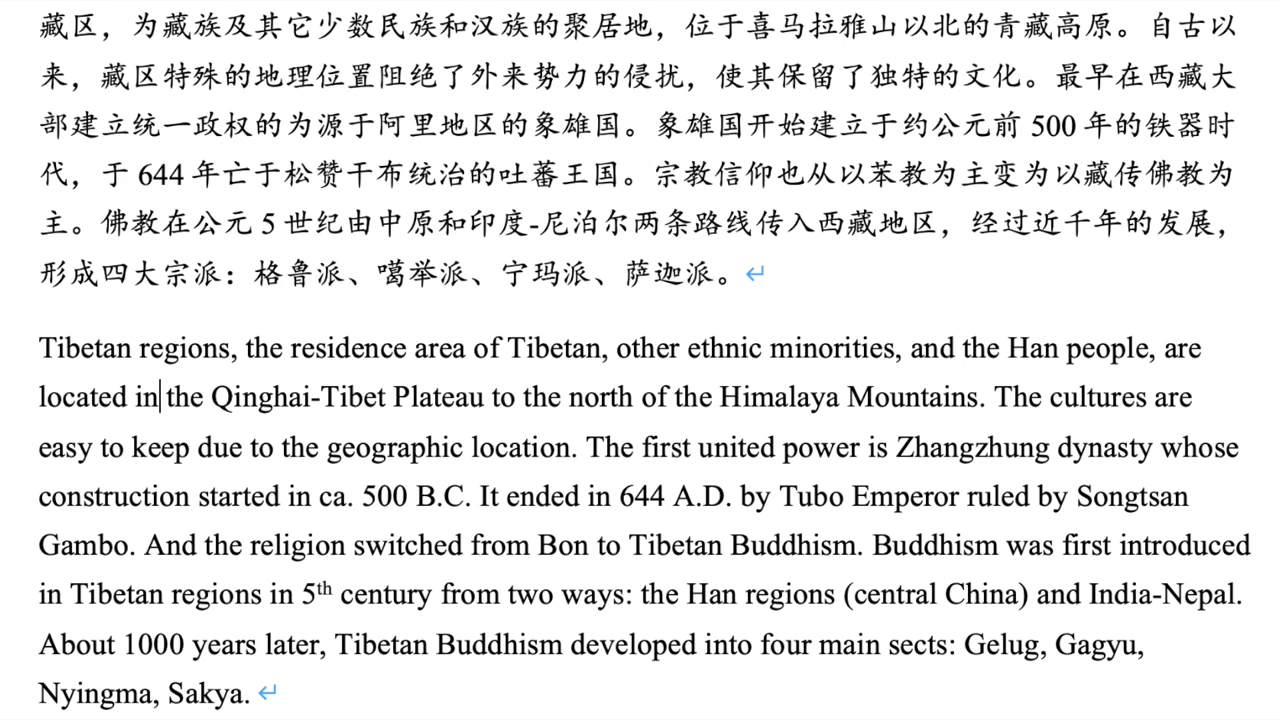 藏区，为藏族及其它少数民族和汉族的聚居地，位于喜马拉雅山以北的青藏高原。自古以
来，藏区特殊的地理位置阻绝了外来势力的侵扰，使其保留了独特的文化。最早在西藏大
部建立统一政权的为源于阿里地区的象雄国。象雄国开始建立于约公元前 500 年的铁器时
代，于 644 年亡于松赞干布统治的吐蕃王国。宗教信仰也从以苯教为主变为以藏传佛教为
主。佛教在公元 5 世纪由中原和印度-尼泊尔两条路线传入西藏地区，经过近千年的发展，
形成四大宗派：格鲁派、噶举派、宁玛派、萨迦派。
Tibetan regions, the residence area of Tibetan, other ethnic minorities, and the Han people, are
located in the Qinghai-Tibet Plateau to the north of the Himalaya Mountains. The cultures are
easy to keep due to the geographic location. The first united power is Zhangzhung dynasty whose
construction started in ca. 500 B.C. It ended in 644 A.D. by Tubo Emperor ruled by Songtsan
Gambo. And the religion switched from Bon to Tibetan Buddhism. Buddhism was first introduced
in Tibetan regions in 5th century from two ways: the Han regions (central China) and India-Nepal.
About 1000 years later, Tibetan Buddhism developed into four main sects: Gelug, Gagyu,
Nyingma, Sakya.